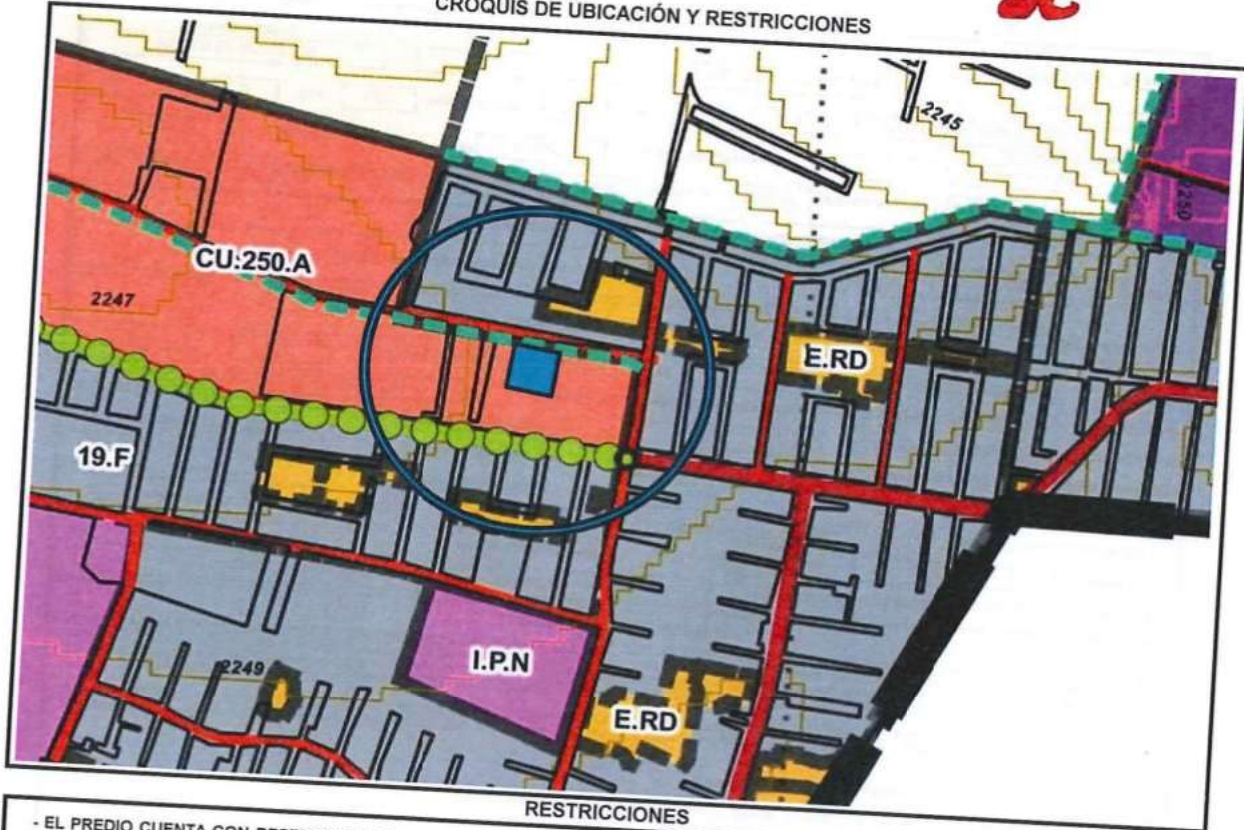 CROQUIS DE UBICACIÓN Y RESTRICCIONES
2245
2250
CU.250.A
2247
E.RD
19.F
I.P.N
2249
E.RD
RESTRICCIONES
- EL PREDIO CUENTA CON